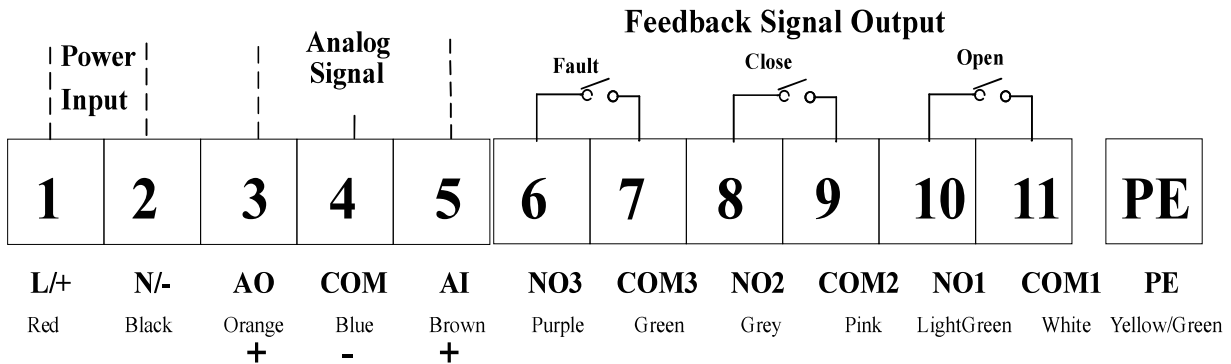 Feedback Signal Output
Power
Input
Analog
Signal
Fault
Close
Open
1 2 3 4 5 6 7 8 9 10 11 PE
L/+ N/- AO COM AI NO3 COM3 NO2 COM2 NO1 COM1 PE
Red Black Orange Blue Brown Purple Green Grey Pink LightGreen White Yellow/Green
+ - +